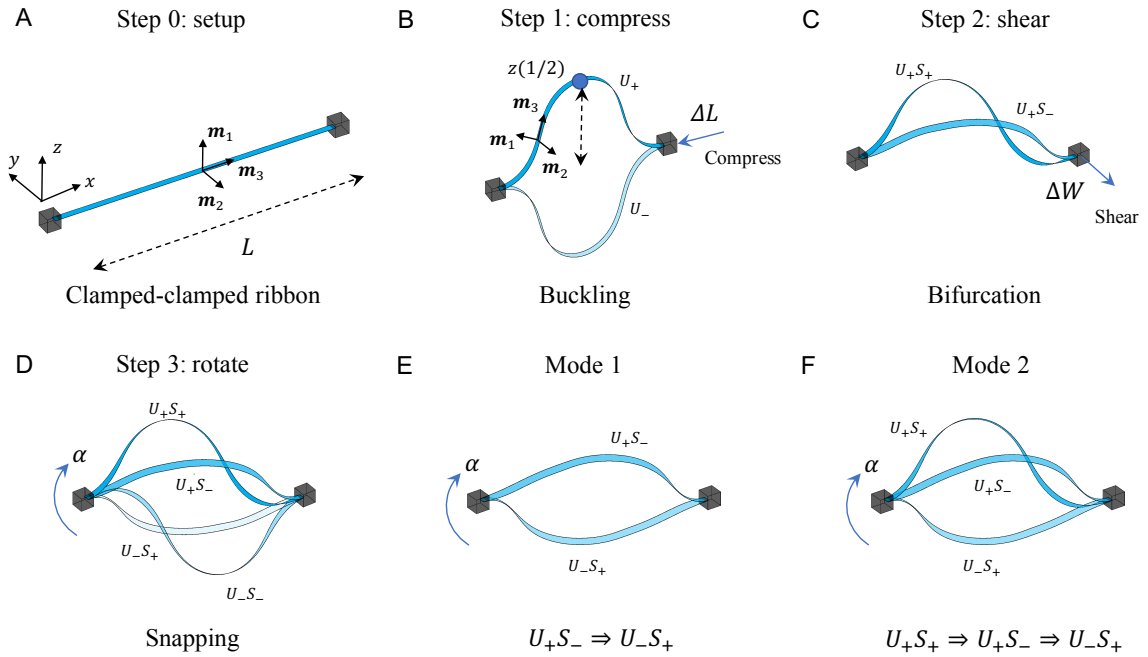 A
Step 0: setup
z
y
x
m₁
m₂
m₃
L
Clamped-clamped ribbon
B
Step 1: compress
z(1/2)
U₊
m₃
m₁
m₂
ΔL
Compress
U₋
Buckling
C
Step 2: shear
U₊S₊
U₊S₋
ΔW
Shear
Bifurcation
D
Step 3: rotate
U₊S₊
α
U₊S₋
U₋S₊
U₋S₋
Snapping
E
Mode 1
U₊S₋
α
U₋S₊
U₊S₋ ⇒ U₋S₊
F
Mode 2
U₊S₊
α
U₊S₋
U₋S₊
U₊S₊ ⇒ U₊S₋ ⇒ U₋S₊